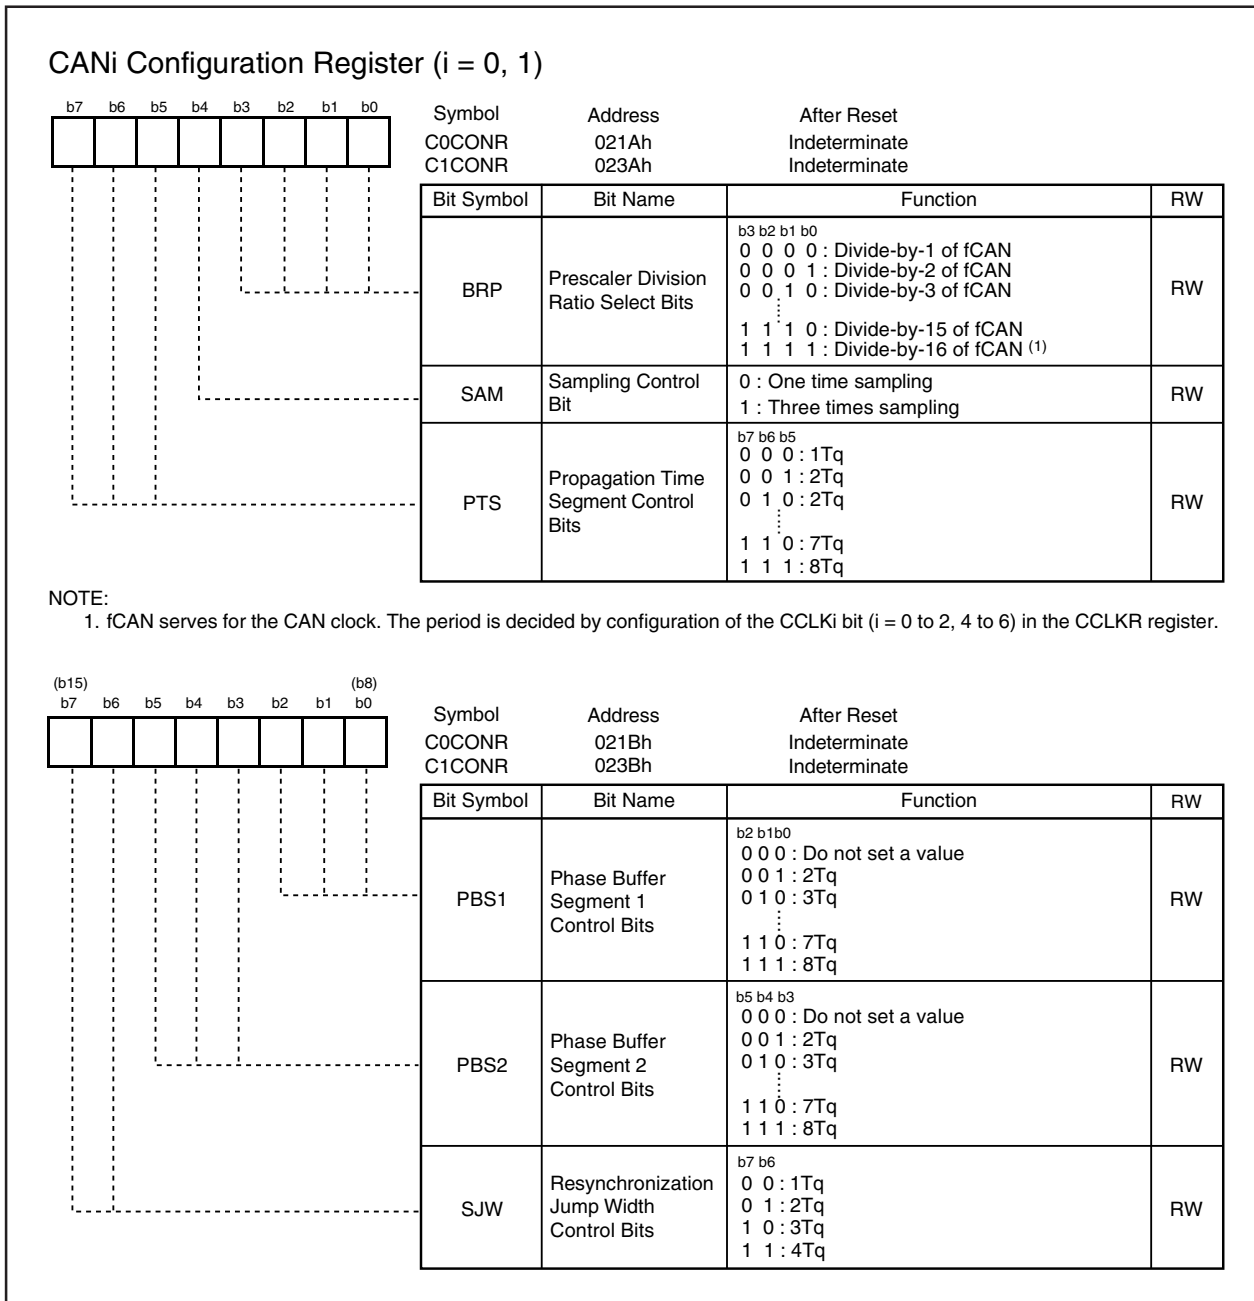 CANi Configuration Register (i = 0, 1)
b7 b6 b5 b4 b3 b2 b1 b0
Symbol Address After Reset
C0CONR 021Ah Indeterminate
C1CONR 023Ah Indeterminate
Bit Symbol Bit Name Function RW
BRP
Prescaler Division
Ratio Select Bits
b3 b2 b1 b0
0 0 0 0 : Divide-by-1 of fCAN
0 0 0 1 : Divide-by-2 of fCAN
0 0 1 0 : Divide-by-3 of fCAN
1 1 1 0 : Divide-by-15 of fCAN
1 1 1 1 : Divide-by-16 of fCAN (1)
RW
SAM
Sampling Control
Bit
0 : One time sampling
1 : Three times sampling
RW
PTS
Propagation Time
Segment Control
Bits
b7 b6 b5
0 0 0 : 1Tq
0 0 1 : 2Tq
0 1 0 : 2Tq
1 1 0 : 7Tq
1 1 1 : 8Tq
RW
NOTE:
1. fCAN serves for the CAN clock. The period is decided by configuration of the CCLKi bit (i = 0 to 2, 4 to 6) in the CCLKR register.
(b15) (b8)
b7 b6 b5 b4 b3 b2 b1 b0
Symbol Address After Reset
C0CONR 021Bh Indeterminate
C1CONR 023Bh Indeterminate
Bit Symbol Bit Name Function RW
PBS1
Phase Buffer
Segment 1
Control Bits
b2 b1b0
0 0 0 : Do not set a value
0 0 1 : 2Tq
0 1 0 : 3Tq
1 1 0 : 7Tq
1 1 1 : 8Tq
RW
PBS2
Phase Buffer
Segment 2
Control Bits
b5 b4 b3
0 0 0 : Do not set a value
0 0 1 : 2Tq
0 1 0 : 3Tq
1 1 0 : 7Tq
1 1 1 : 8Tq
RW
SJW
Resynchronization
Jump Width
Control Bits
b7 b6
0 0 : 1Tq
0 1 : 2Tq
1 0 : 3Tq
1 1 : 4Tq
RW